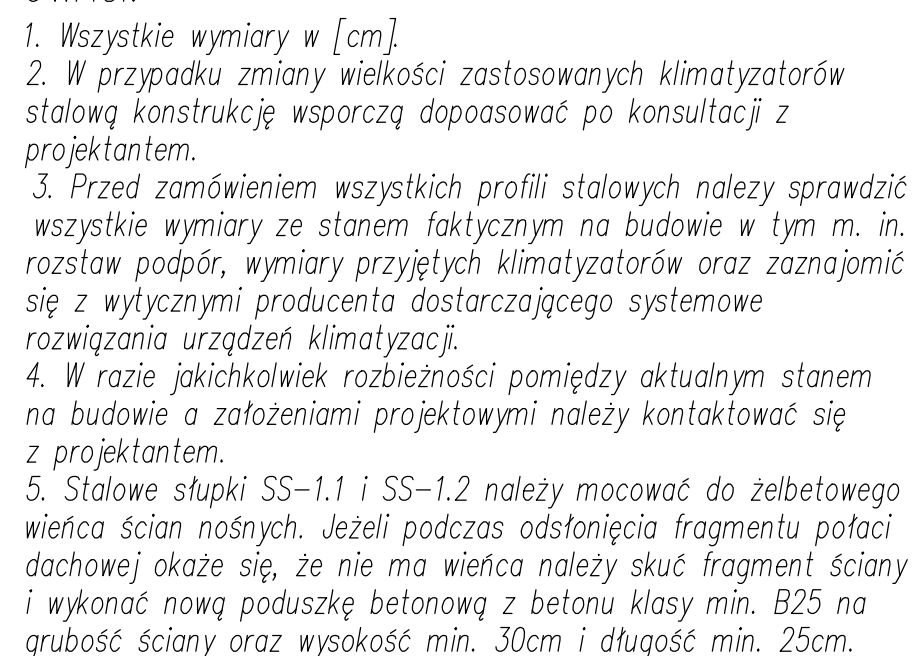 1. Wszystkie wymiary w [cm].
2. W przypadku zmiany wielkości zastosowanych klimatyzatorów
stalową konstrukcję wsporczą dopoasować po konsultacji z
projektantem.
3. Przed zamówieniem wszystkich profili stalowych nalezy sprawdzić
wszystkie wymiary ze stanem faktycznym na budowie w tym m. in.
rozstaw podpór, wymiary przyjętych klimatyzatorów oraz zaznajomić
się z wytycznymi producenta dostarczającego systemowe
rozwiązania urządzeń klimatyzacji.
4. W razie jakichkolwiek rozbieżności pomiędzy aktualnym stanem
na budowie a założeniami projektowymi należy kontaktować się
z projektantem.
5. Stalowe słupki SS-1.1 i SS-1.2 należy mocować do żelbetowego
wieńca ścian nośnych. Jeżeli podczas odsłonięcia fragmentu połaci
dachowej okaże się, że nie ma wieńca należy skuć fragment ściany
i wykonać nową poduszkę betonową z betonu klasy min. B25 na
grubość ściany oraz wysokość min. 30cm i długość min. 25cm.